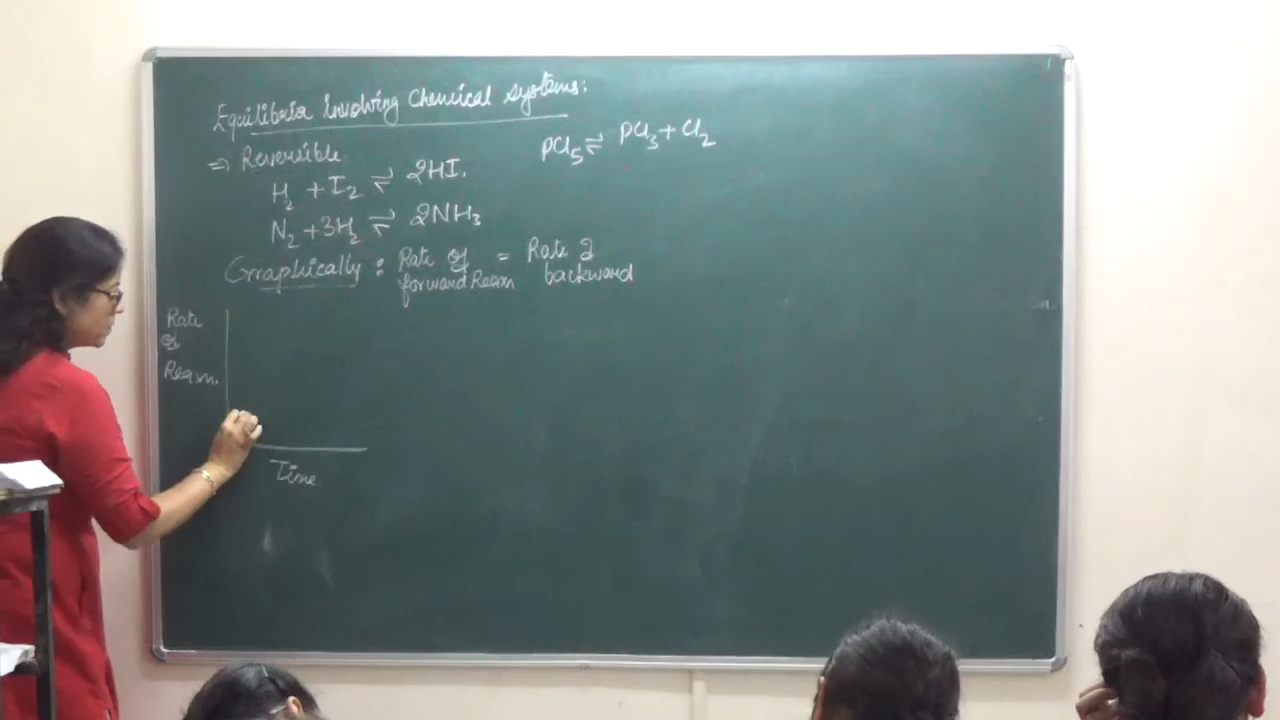 Equilibria involving Chemical systems:
⇒ Reversible
H₂ + I₂ ⇌ 2HI.
N₂ + 3H₂ ⇌ 2NH₃
PCl₅ ⇌ PCl₃ + Cl₂
Graphically : Rate of = Rate of
forward Reaxn backward
Rate
of
Reaxn.
Time